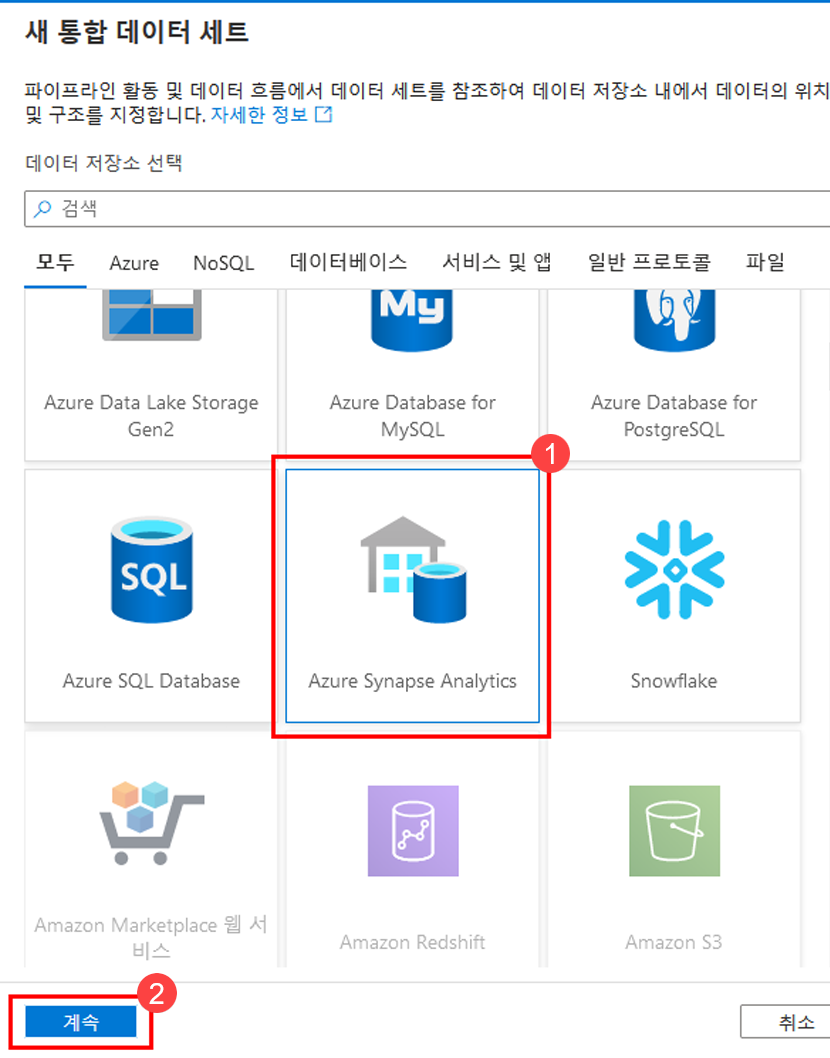 새 통합 데이터 세트
파이프라인 활동 및 데이터 흐름에서 데이터 세트를 참조하여 데이터 저장소 내에서 데이터의 위치
및 구조를 지정합니다. 자세한 정보
데이터 저장소 선택
검색
모두 Azure NoSQL 데이터베이스 서비스 및 앱 일반 프로토콜 파일
My
Azure Data Lake Storage
Gen2
Azure Database for
MySQL
Azure Database for
PostgreSQL
1
SQL
Azure SQL Database
Azure Synapse Analytics
Snowflake
Amazon Marketplace 웹 서
비스
Amazon Redshift
Amazon S3
2
계속
취소